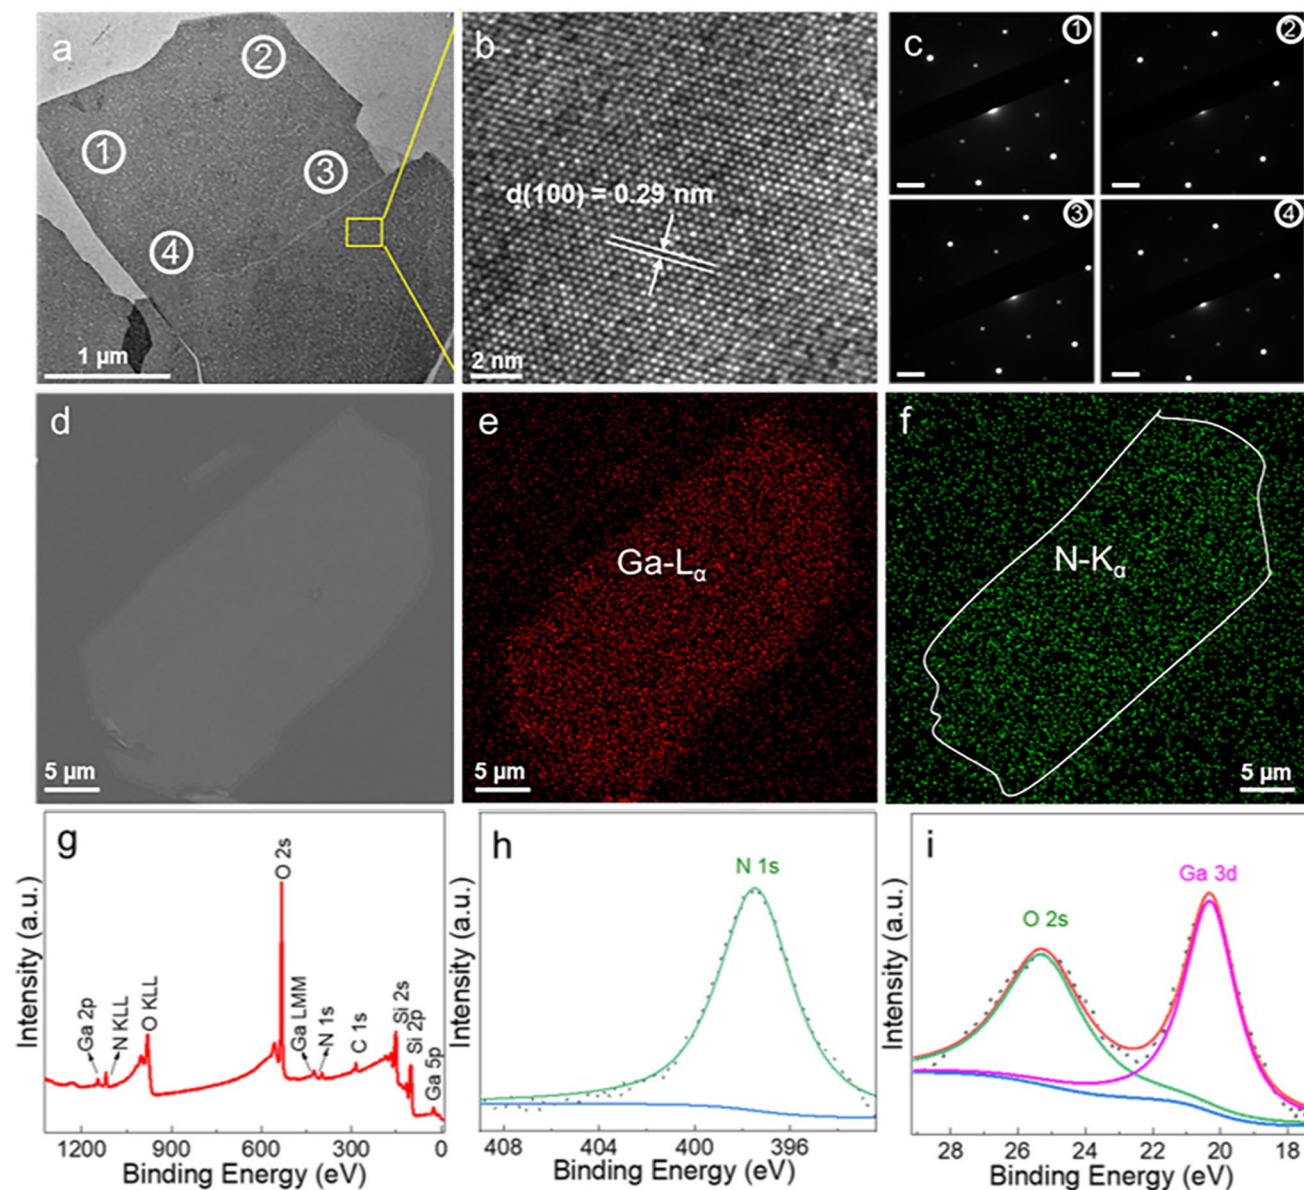 a
①
②
③
④
1 µm
b
d(100) = 0.29 nm
2 nm
c
①
②
③
④
d
5 µm
e
Ga-Lα
5 µm
f
N-Kα
5 µm
g
Intensity (a.u.)
Ga 2p
N KLL
O KLL
O 2s
Ga LMM
N 1s
C 1s
Si 2s
Si 2p
Ga 5p
1200 900 600 300 0
Binding Energy (eV)
h
Intensity (a.u.)
N 1s
408 404 400 396
Binding Energy (eV)
i
Intensity (a.u.)
O 2s
Ga 3d
28 26 24 22 20 18
Binding Energy (eV)